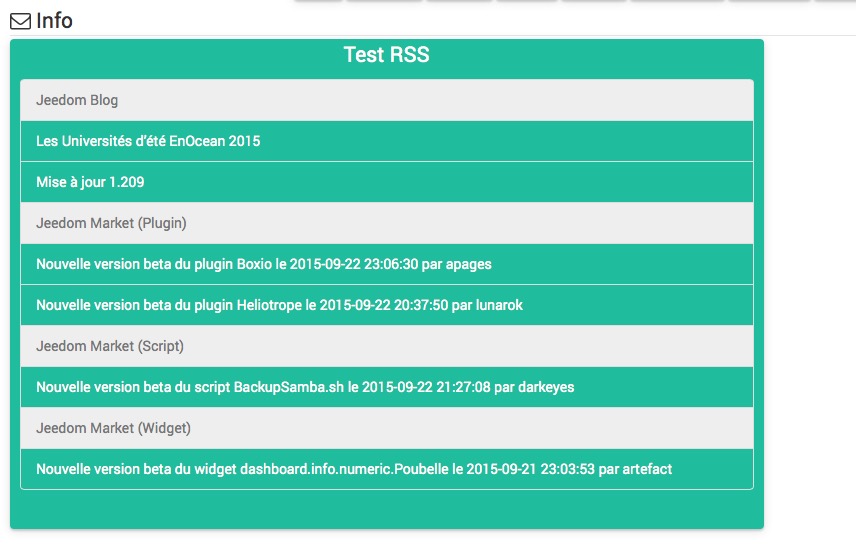 Info
Test RSS
Jeedom Blog
Les Universités d'été EnOcean 2015
Mise à jour 1.209
Jeedom Market (Plugin)
Nouvelle version beta du plugin Boxio le 2015-09-22 23:06:30 par apages
Nouvelle version beta du plugin Heliotrope le 2015-09-22 20:37:50 par lunarok
Jeedom Market (Script)
Nouvelle version beta du script BackupSamba.sh le 2015-09-22 21:27:08 par darkeyes
Jeedom Market (Widget)
Nouvelle version beta du widget dashboard.info.numeric.Poubelle le 2015-09-21 23:03:53 par artefact